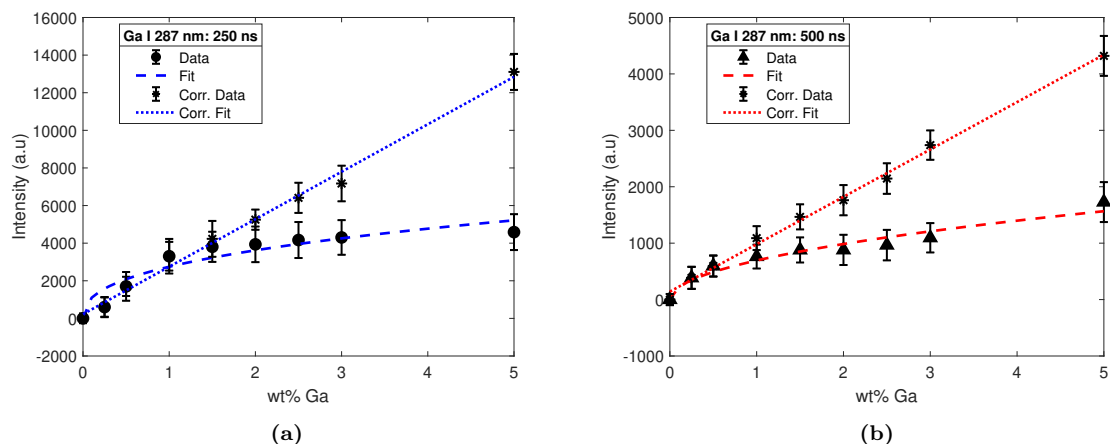 Ga I 287 nm: 250 ns
Data
Fit
Corr. Data
Corr. Fit
16000
14000
12000
10000
8000
6000
4000
2000
0
-2000
Intensity (a.u)
0 1 2 3 4 5
wt% Ga
(a)
Ga I 287 nm: 500 ns
Data
Fit
Corr. Data
Corr. Fit
5000
4000
3000
2000
1000
0
-1000
Intensity (a.u)
0 1 2 3 4 5
wt% Ga
(b)